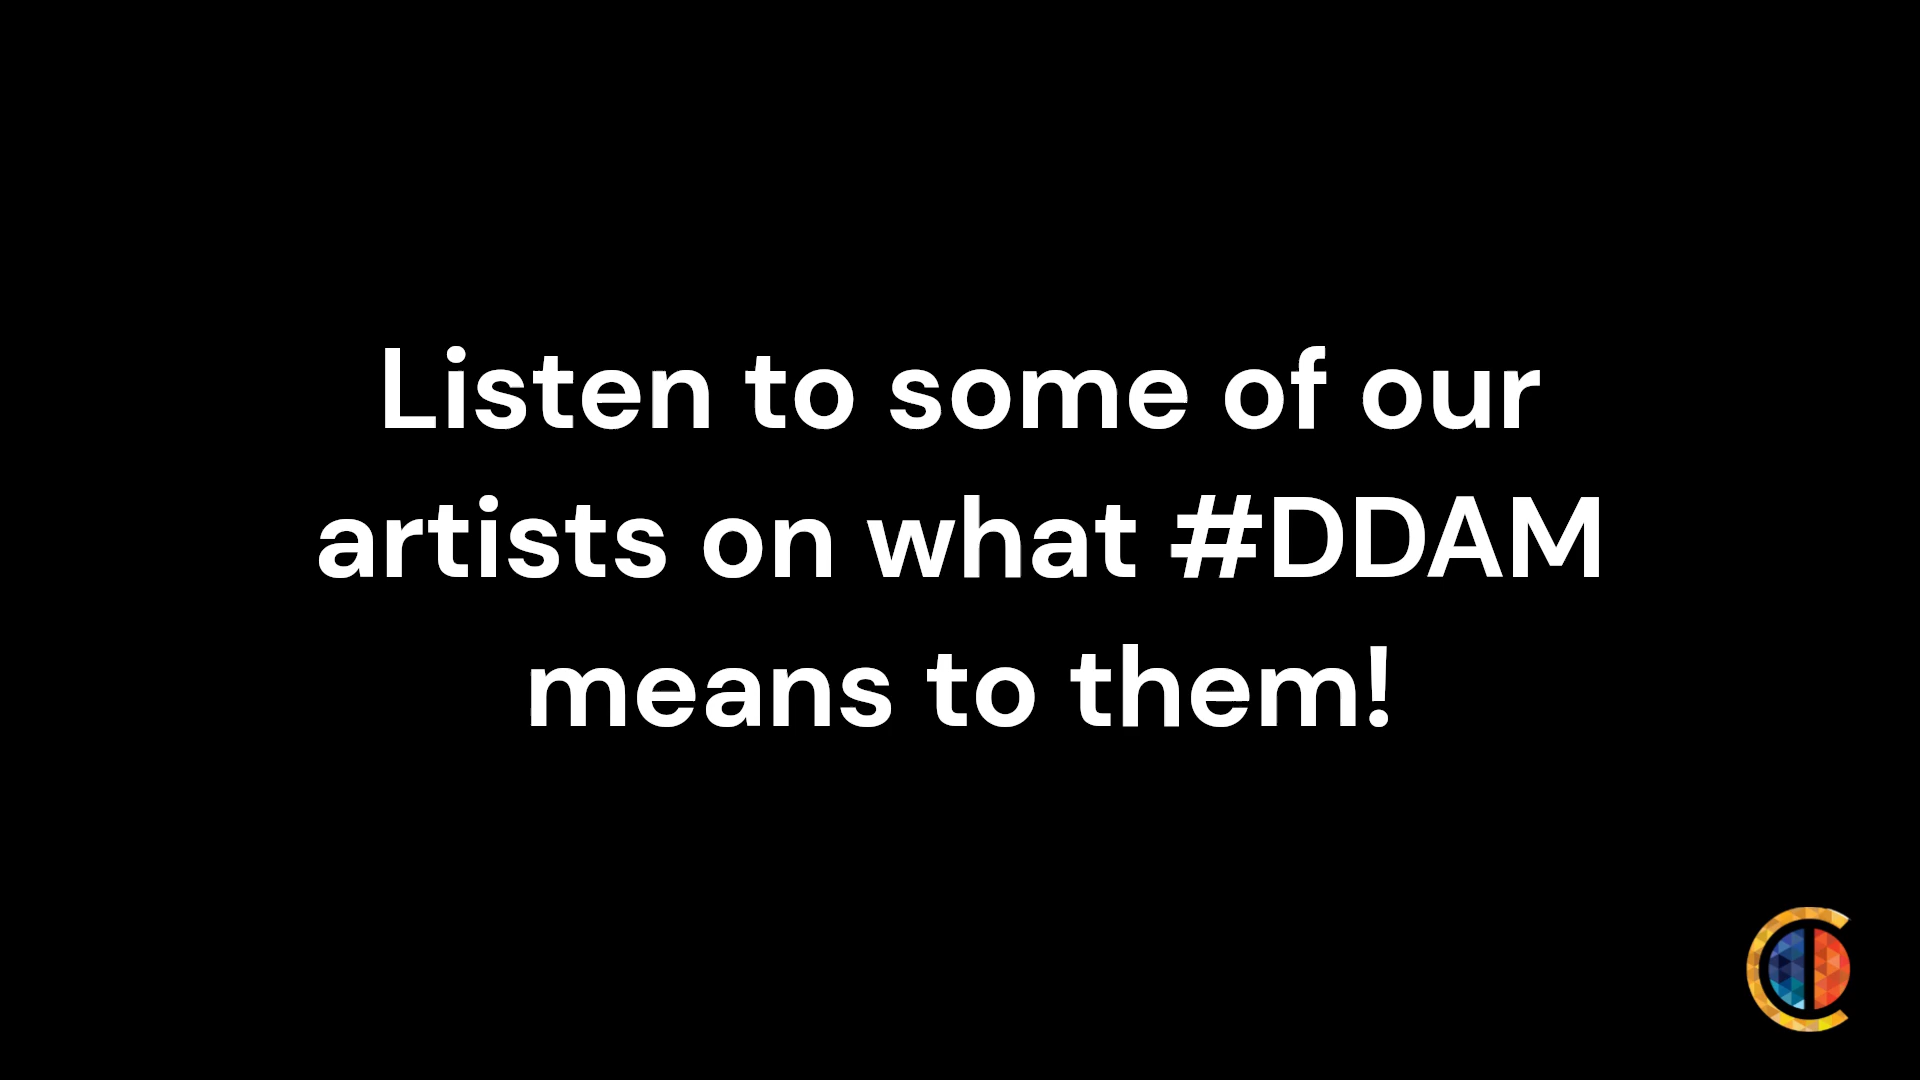 Listen to some of our
artists on what #DDAM
means to them!